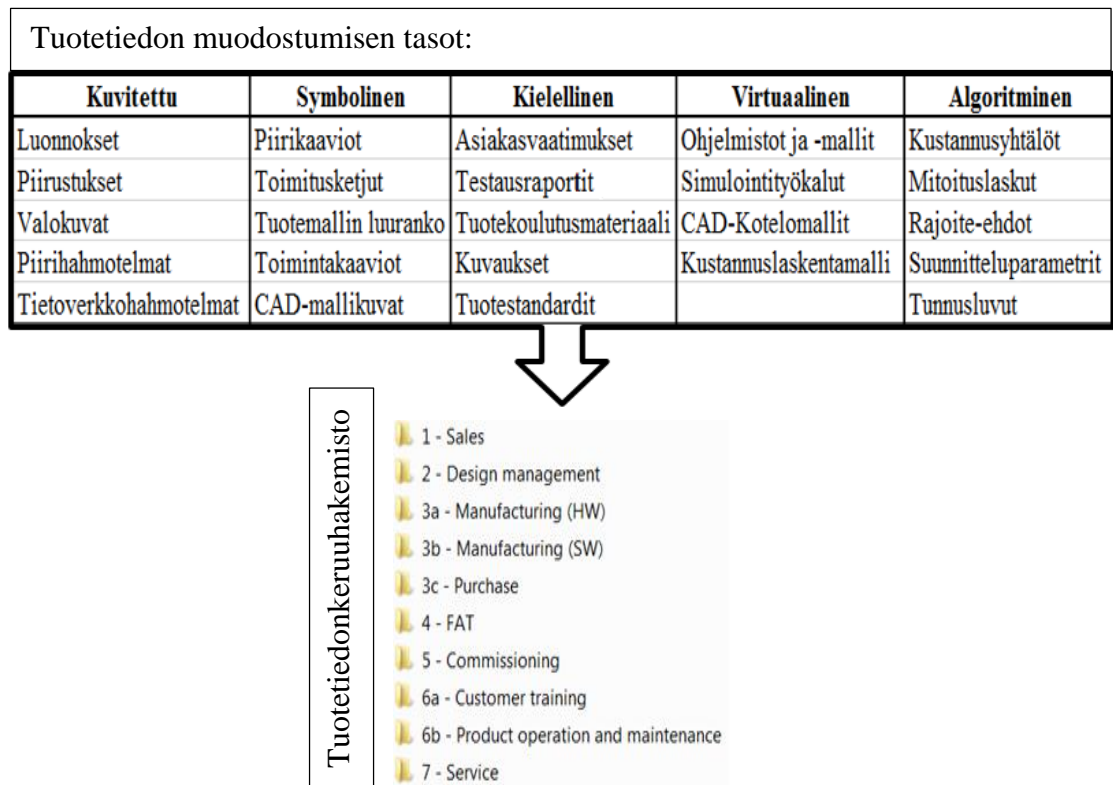 Tuotetiedon muodostumisen tasot:
Kuvitettu Symbolinen Kielellinen Virtuaalinen Algoritminen
Luonnokset Piirikaaviot Asiakasvaatimukset Ohjelmistot ja -mallit Kustannusyhtälöt
Piirustukset Toimitusketjut Testausraportit Simulointityökalut Mitoituslaskut
Valokuvat Tuotemallin luuranko Tuotekoulutusmateriaali CAD-Kotelomallit Rajoite-ehdot
Piirihahmotelmat Toimintakaaviot Kuvaukset Kustannuslaskentamalli Suunnitteluparametrit
Tietoverkkohahmotelmat CAD-mallikuvat Tuotestandardit Tunnusluvut
Tuotetiedonkeruuhakemisto
1 - Sales
2 - Design management
3a - Manufacturing (HW)
3b - Manufacturing (SW)
3c - Purchase
4 - FAT
5 - Commissioning
6a - Customer training
6b - Product operation and maintenance
7 - Service